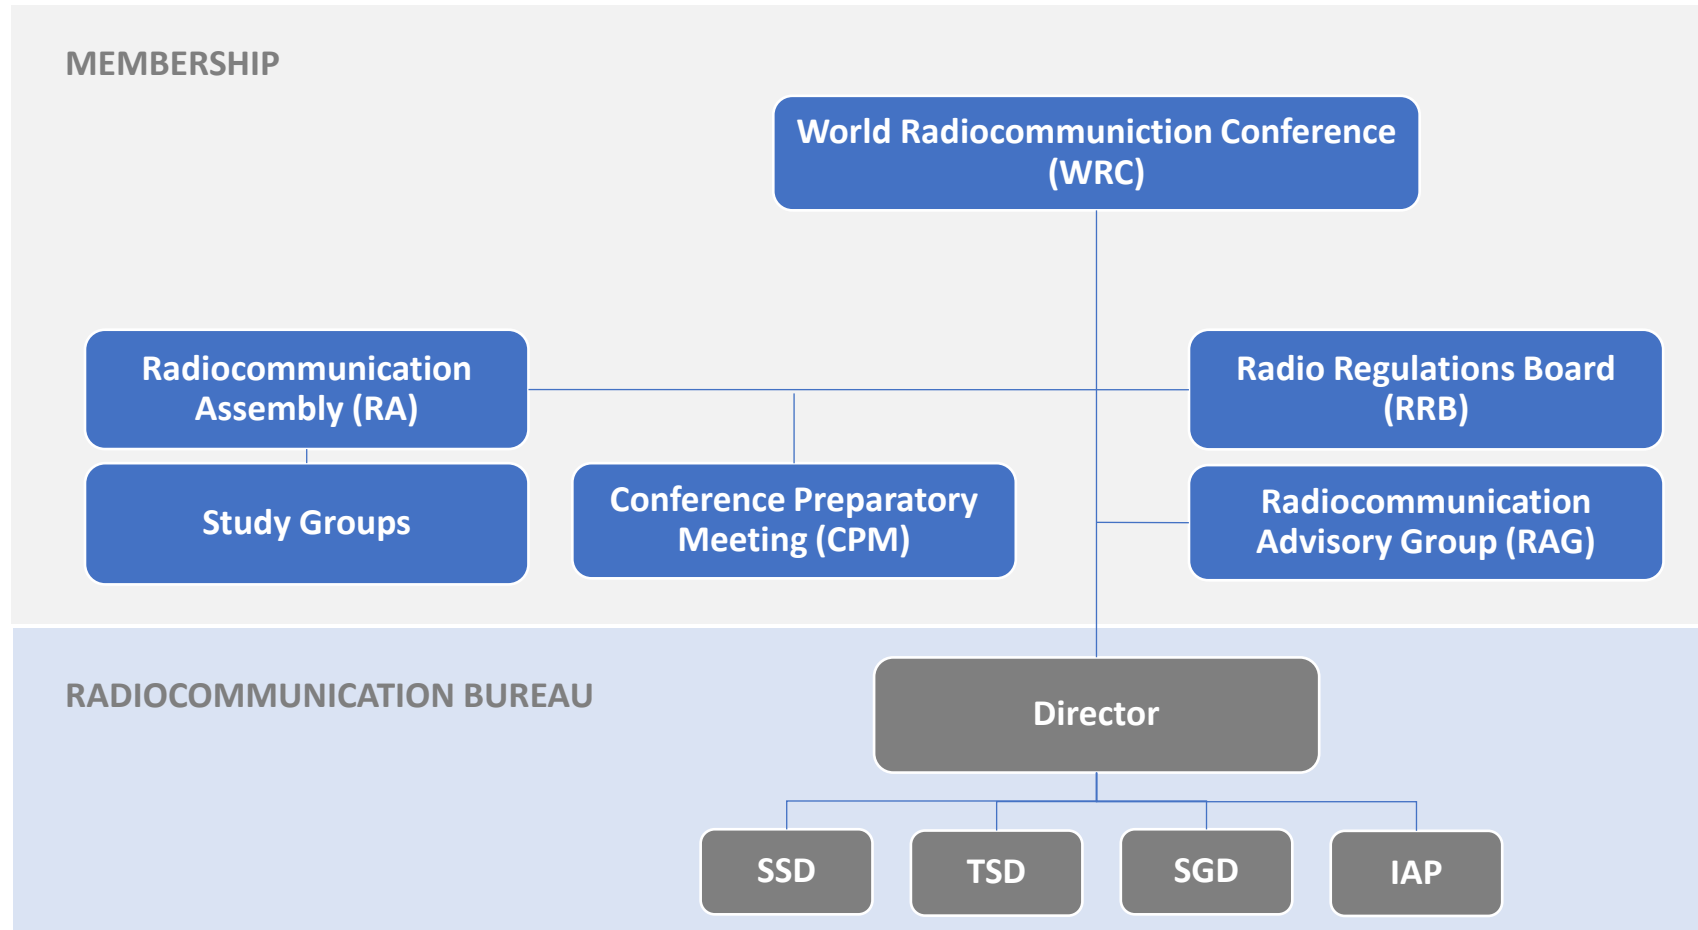 MEMBERSHIP
World Radiocommuniction Conference
(WRC)
Radiocommunication
Assembly (RA)
Radio Regulations Board
(RRB)
Study Groups
Conference Preparatory
Meeting (CPM)
Radiocommunication
Advisory Group (RAG)
RADIOCOMMUNICATION BUREAU
Director
SSD
TSD
SGD
IAP